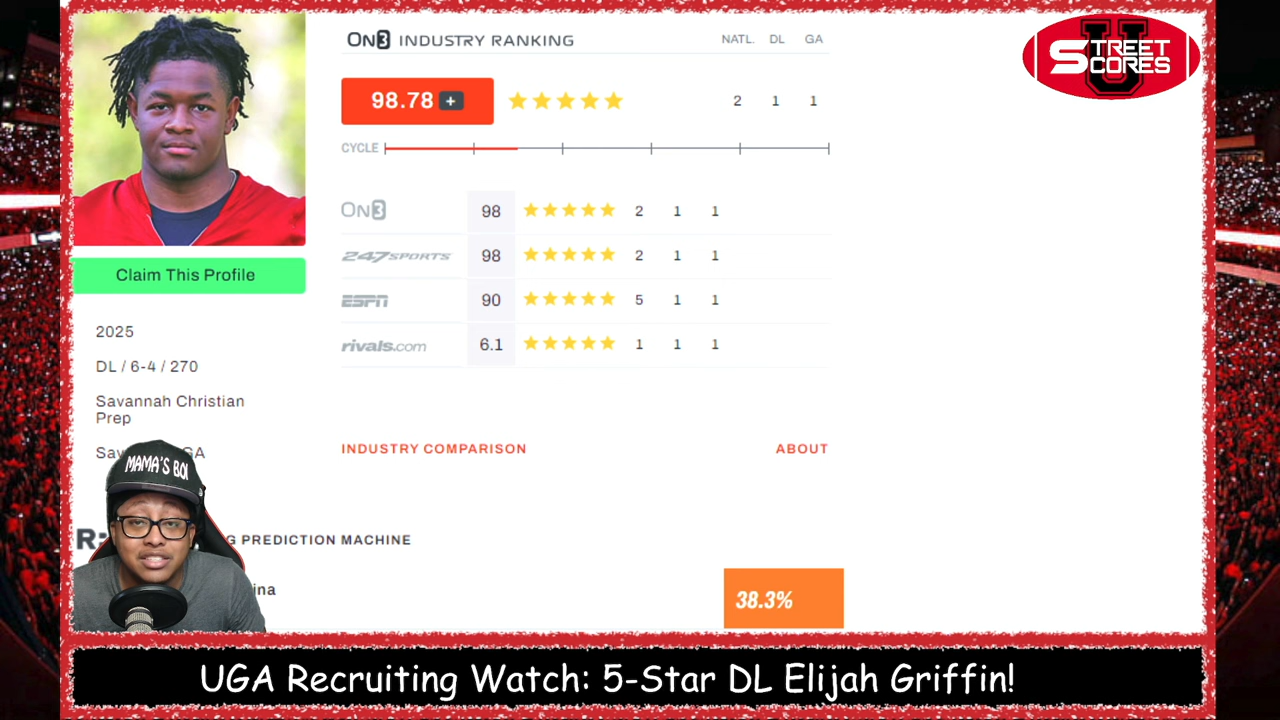 ON3 INDUSTRY RANKING NATL. DL GA
STREET SCORES
98.78 + 2 1 1
CYCLE
ON3 98 2 1 1
247SPORTS 98 2 1 1
ESPN 90 5 1 1
rivals.com 6.1 1 1 1
Claim This Profile
2025
DL / 6-4 / 270
Savannah Christian
Prep
GA
INDUSTRY COMPARISON ABOUT
MAMA'S BOI
PREDICTION MACHINE
38.3%
UGA Recruiting Watch: 5-Star DL Elijah Griffin!